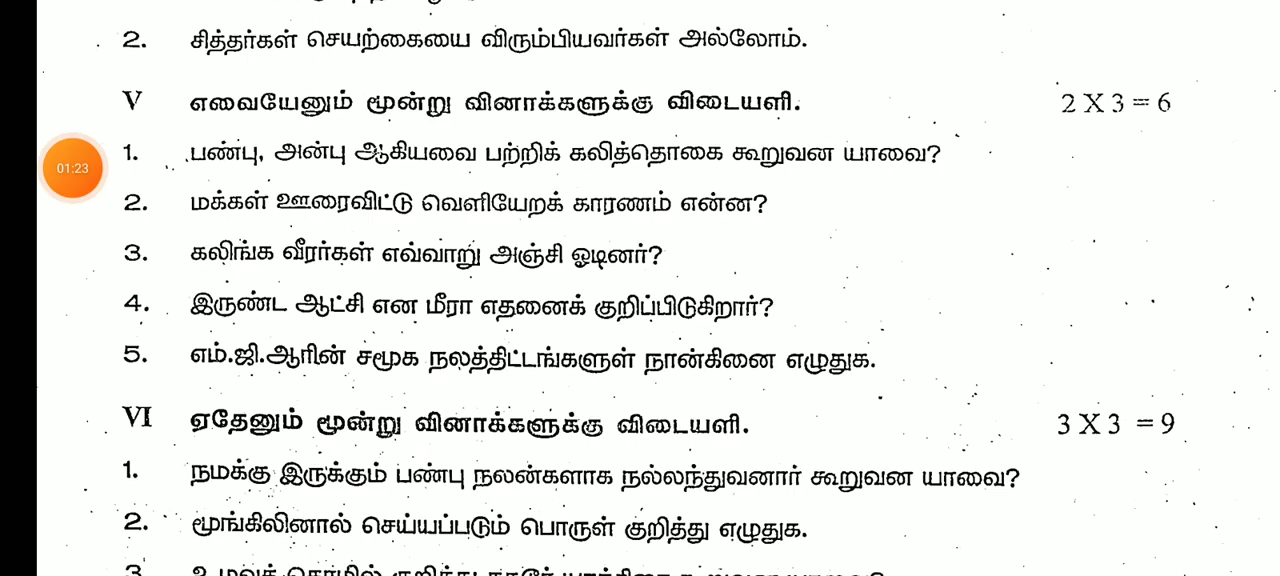 2. சித்தர்கள் செயற்கையை விரும்பியவர்கள் அல்லோம்.
V எவையேனும் மூன்று வினாக்களுக்கு விடையளி. 2 X 3 = 6
1. பண்பு, அன்பு ஆகியவை பற்றிக் கலித்தொகை கூறுவன யாவை?
01:23
2. மக்கள் ஊரைவிட்டு வெளியேறக் காரணம் என்ன?
3. கலிங்க வீரர்கள் எவ்வாறு அஞ்சி ஓடினர்?
4. இருண்ட ஆட்சி என மீரா எதனைக் குறிப்பிடுகிறார்?
5. எம்.ஜி.ஆரின் சமூக நலத்திட்டங்களுள் நான்கினை எழுதுக.
VI ஏதேனும் மூன்று வினாக்களுக்கு விடையளி. 3 X 3 = 9
1. நமக்கு இருக்கும் பண்பு நலன்களாக நல்லந்துவனார் கூறுவன யாவை?
2. மூங்கிலினால் செய்யப்படும் பொருள் குறித்து எழுதுக.
3.